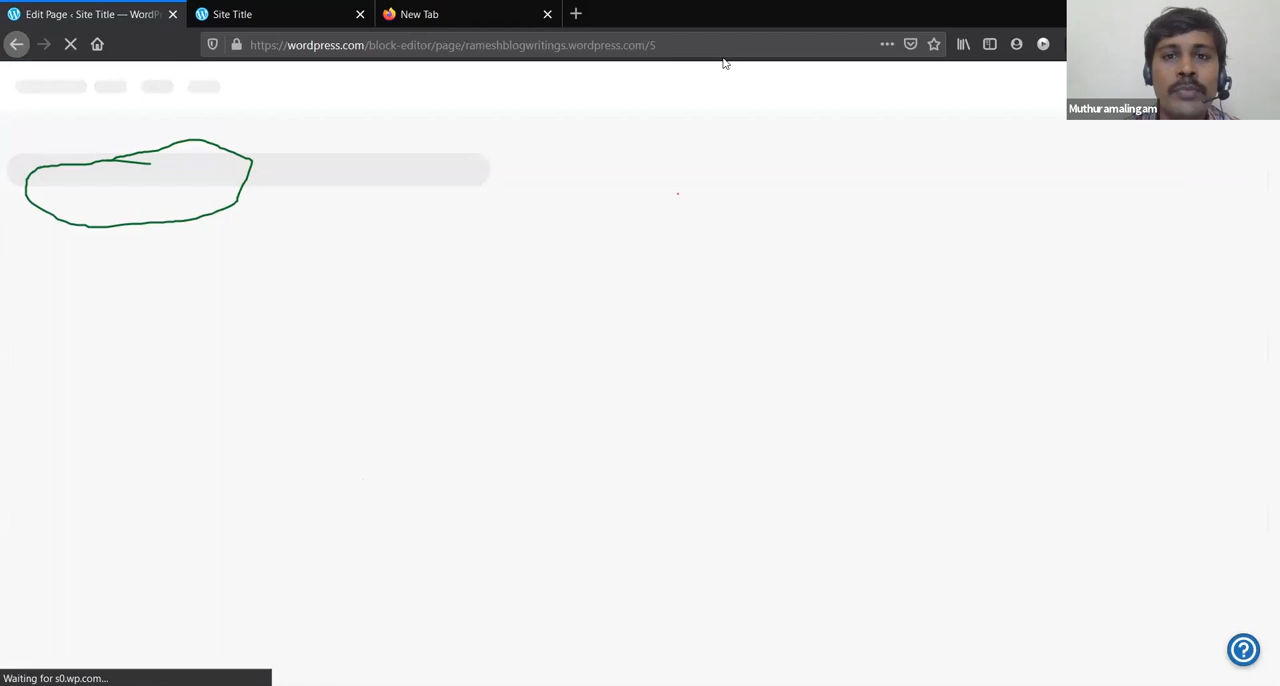 Edit Page ‹ Site Title — WordPr
Site Title
New Tab
https://wordpress.com/block-editor/page/rameshblogwritings.wordpress.com/5
Muthuramalingam
Waiting for s0.wp.com...